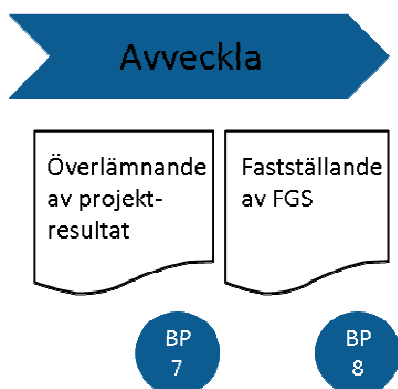 Avveckla
Överlämnande
av projekt-
resultat
Fastställande
av FGS
BP
7
BP
8